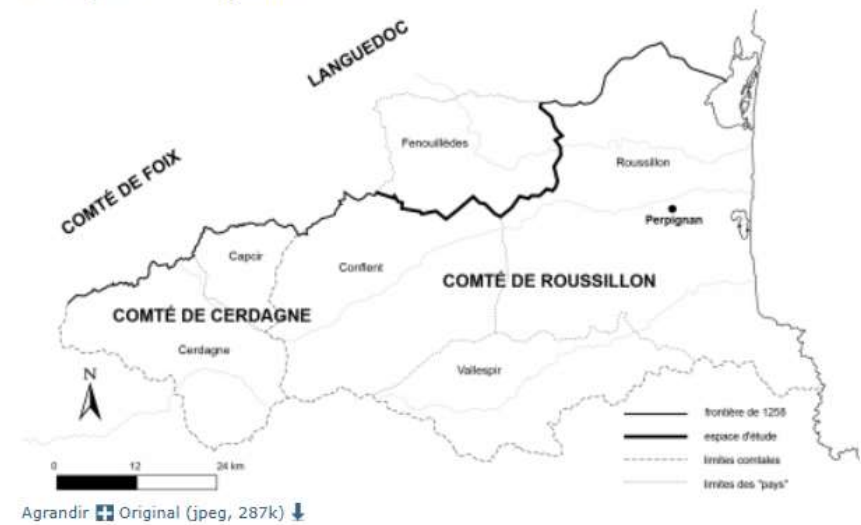 LANGUEDOC
COMTÉ DE FOIX
Fenouillèdes
Roussillon
Perpignan
Capcir
Conflent
COMTÉ DE ROUSSILLON
COMTÉ DE CERDAGNE
Cerdagne
Vallespir
N
0 12 24 km
frontière de 1258
espace d'étude
limites comtales
limites des "pays"
Agrandir Original (jpeg, 287k)